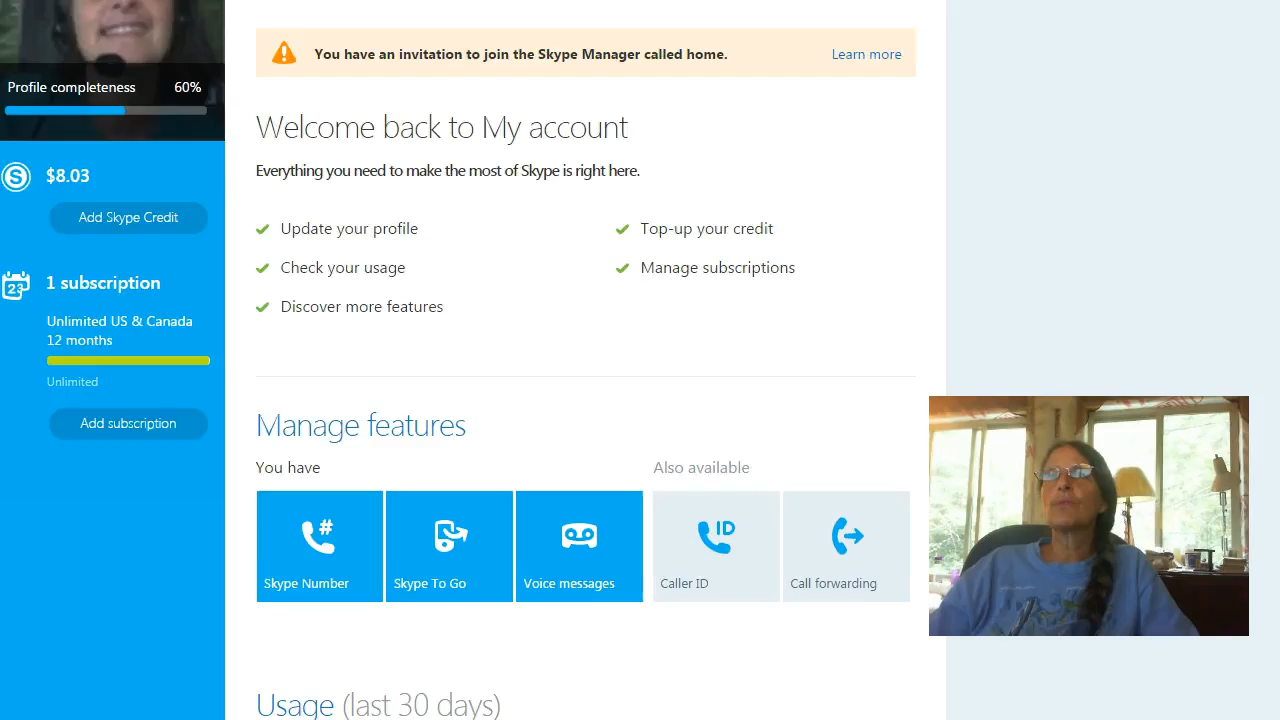 Profile completeness 60%
$8.03
Add Skype Credit
23
1 subscription
Unlimited US & Canada
12 months
Unlimited
Add subscription
You have an invitation to join the Skype Manager called home. Learn more
Welcome back to My account
Everything you need to make the most of Skype is right here.
Update your profile
Check your usage
Discover more features
Top-up your credit
Manage subscriptions
Manage features
You have
Also available
#
Skype Number
Skype To Go
Voice messages
ID
Caller ID
Call forwarding
Usage (last 30 days)